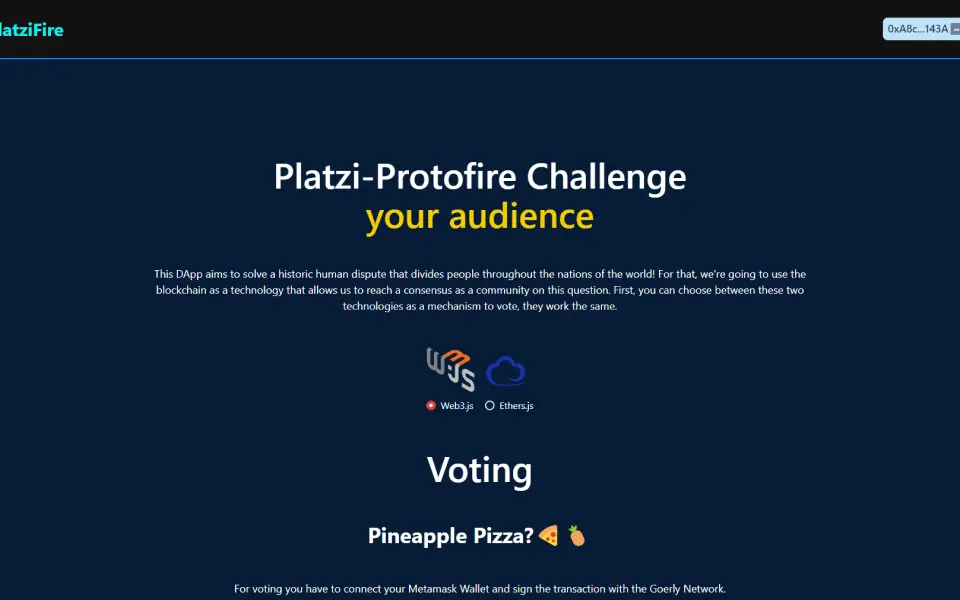 latziFire
0xA8c...143A
Platzi-Protofire Challenge
your audience
This DApp aims to solve a historic human dispute that divides people throughout the nations of the world! For that, we're going to use the
blockchain as a technology that allows us to reach a consensus as a community on this question. First, you can choose between these two
technologies as a mechanism to vote, they work the same.
W3JS
Web3.js Ethers.js
Voting
Pineapple Pizza? 🍕 🍍
For voting you have to connect your Metamask Wallet and sign the transaction with the Goerly Network.